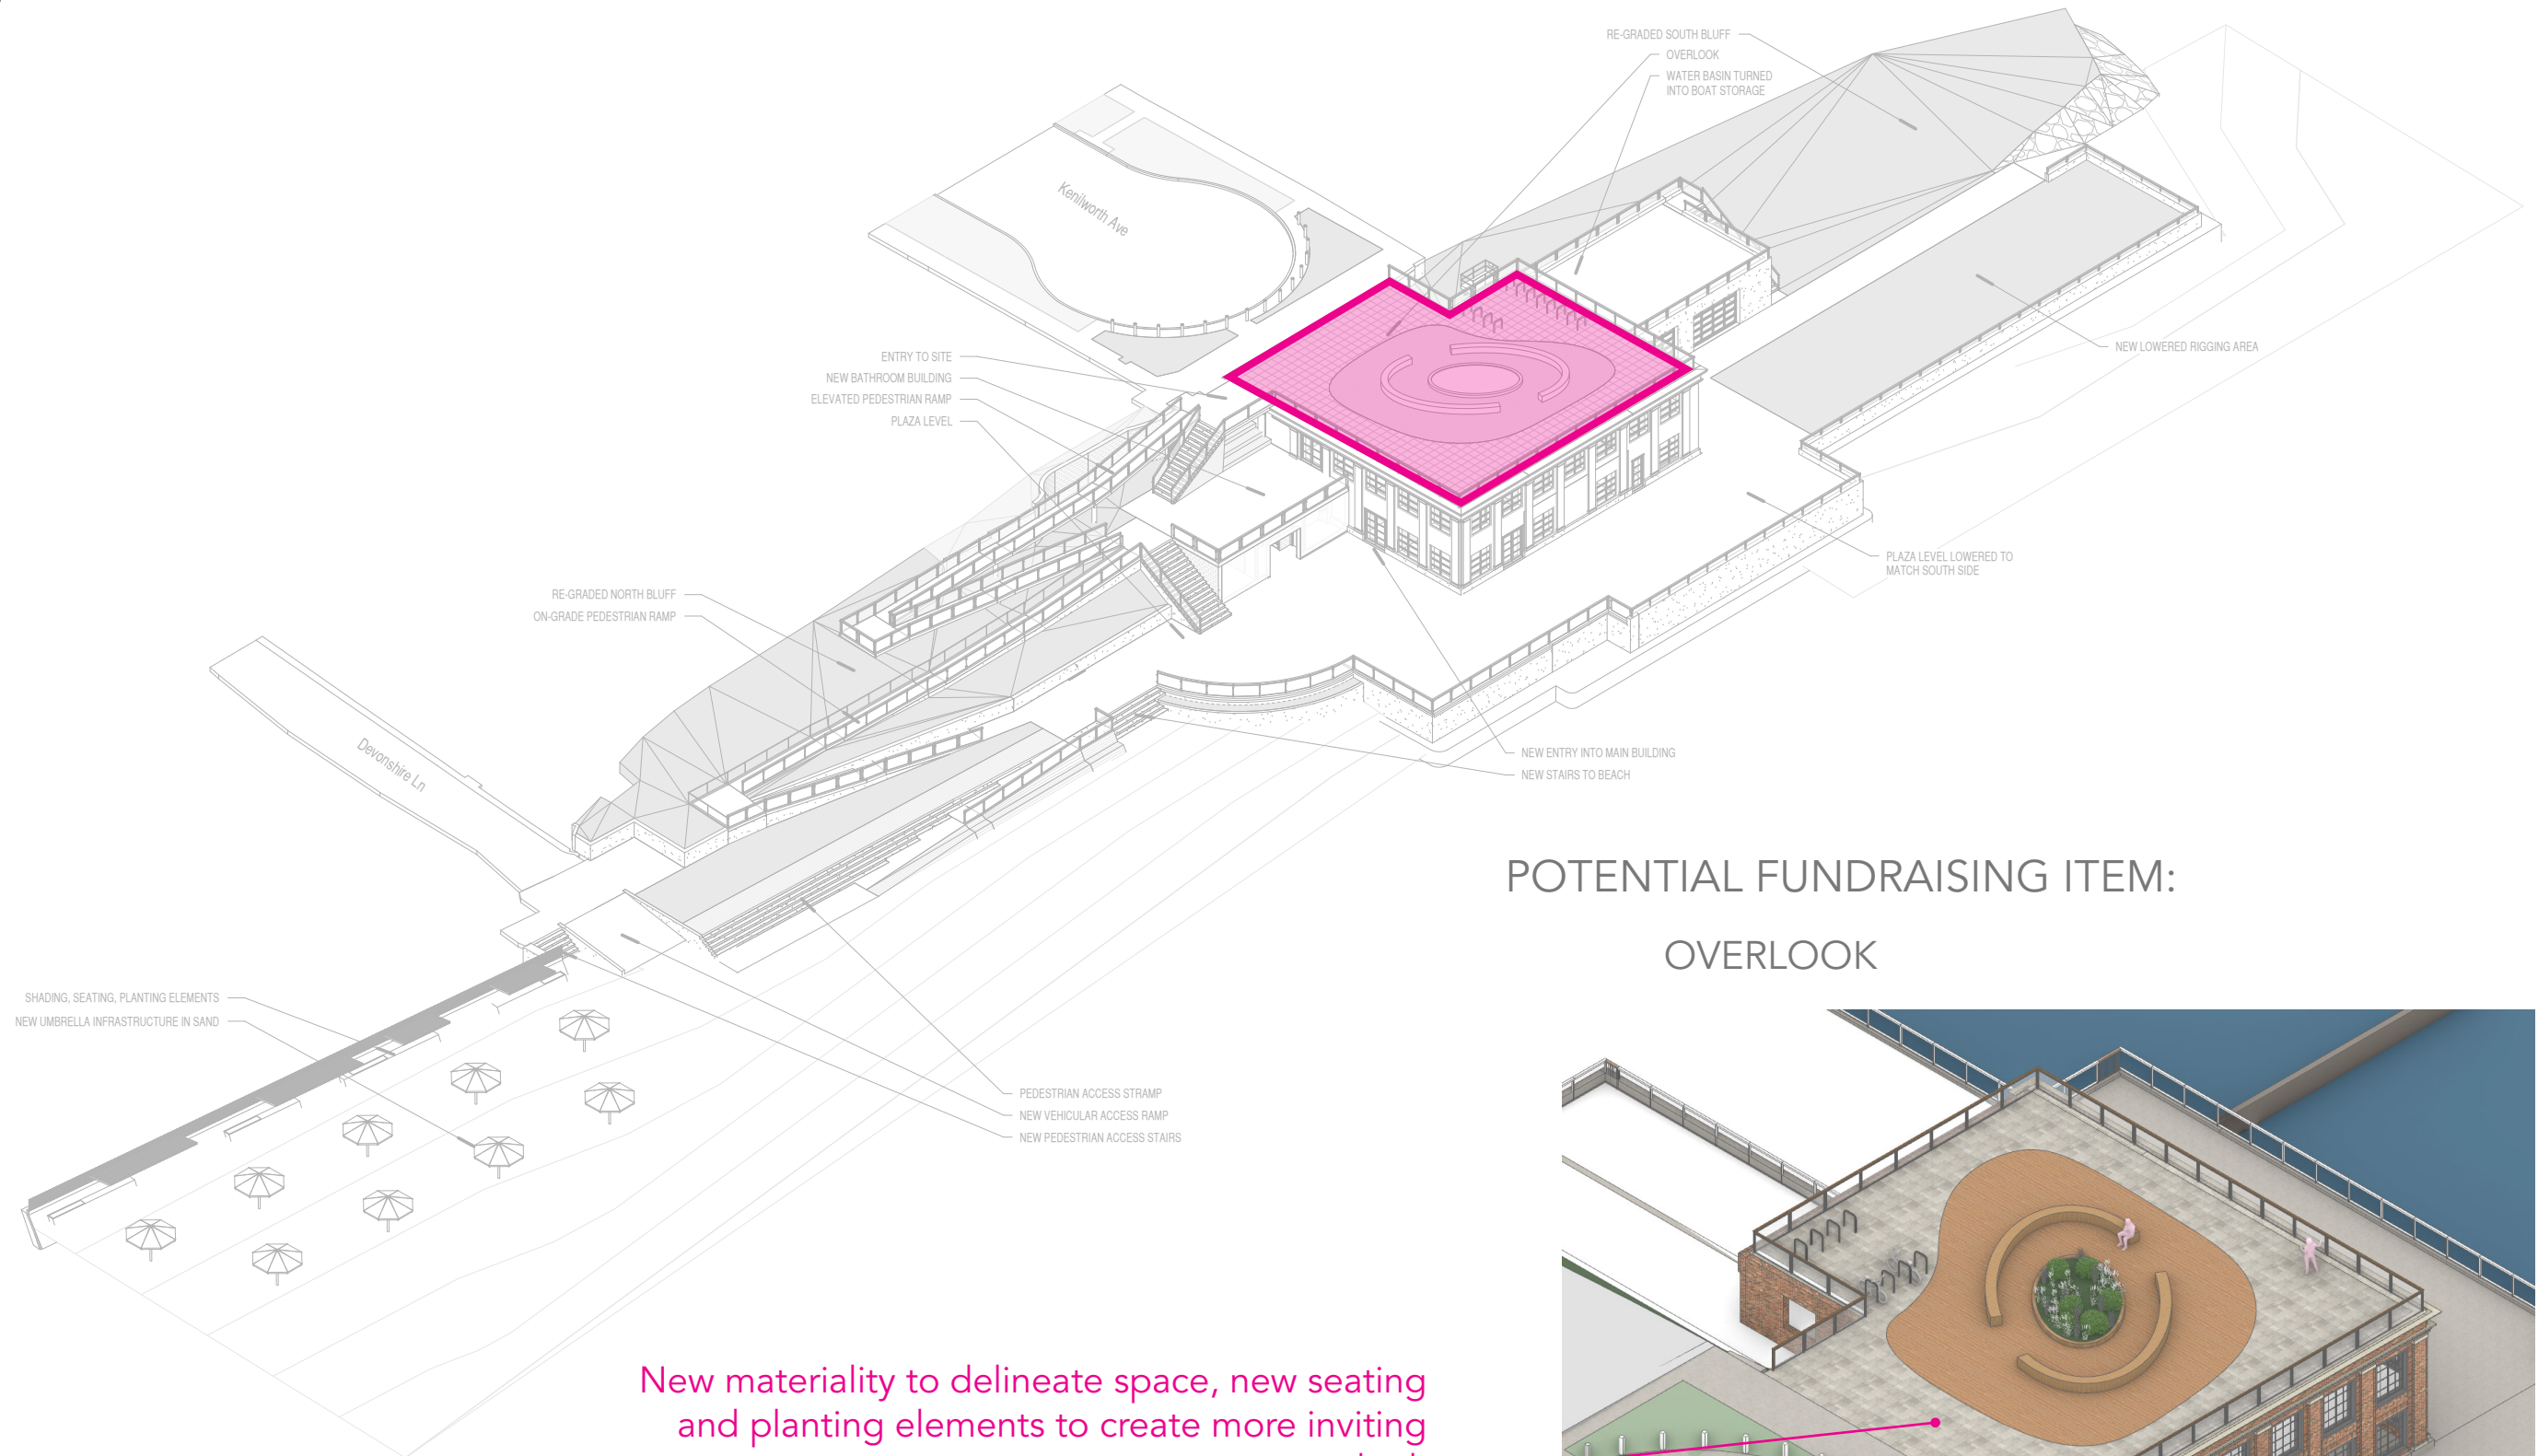 RE-GRADED SOUTH BLUFF
OVERLOOK
WATER BASIN TURNED
INTO BOAT STORAGE
Kenilworth Ave
NEW LOWERED RIGGING AREA
ENTRY TO SITE
NEW BATHROOM BUILDING
ELEVATED PEDESTRIAN RAMP
PLAZA LEVEL
PLAZA LEVEL LOWERED TO
MATCH SOUTH SIDE
RE-GRADED NORTH BLUFF
ON-GRADE PEDESTRIAN RAMP
Devonshire Ln
NEW ENTRY INTO MAIN BUILDING
NEW STAIRS TO BEACH
POTENTIAL FUNDRAISING ITEM:
OVERLOOK
SHADING, SEATING, PLANTING ELEMENTS
NEW UMBRELLA INFRASTRUCTURE IN SAND
PEDESTRIAN ACCESS STRAMP
NEW VEHICULAR ACCESS RAMP
NEW PEDESTRIAN ACCESS STAIRS
New materiality to delineate space, new seating
and planting elements to create more inviting